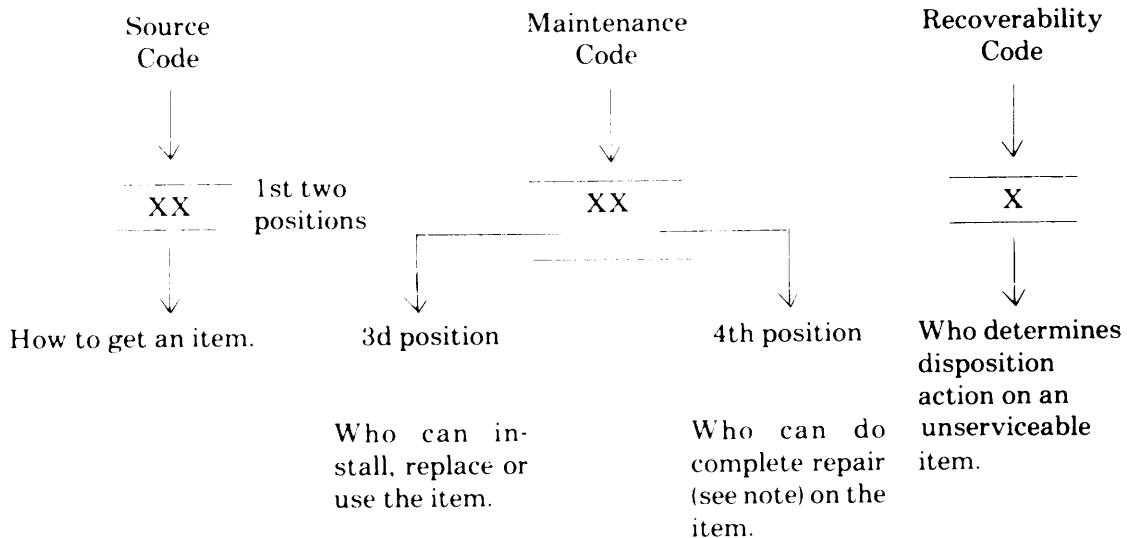 Source
Code
Maintenance
Code
Recoverability
Code
XX
1st two
positions
XX
X
How to get an item.
3d position
Who can in-
stall, replace or
use the item.
4th position
Who can do
complete repair
(see note) on the
item.
Who determines
disposition
action on an
unserviceable
item.